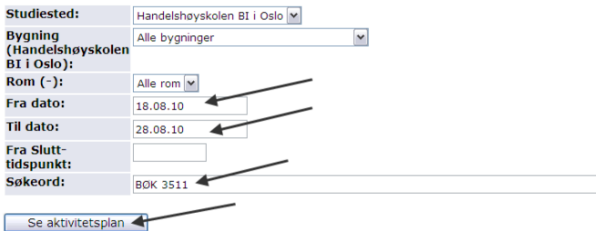 Studiested: Handelshøyskolen BI i Oslo
Bygning Alle bygninger
(Handelshøyskolen
BI i Oslo):
Rom (-): Alle rom
Fra dato: 18.08.10
Til dato: 28.08.10
Fra Slutt-
tidspunkt:
Søkeord: BØK 3511
Se aktivitetsplan